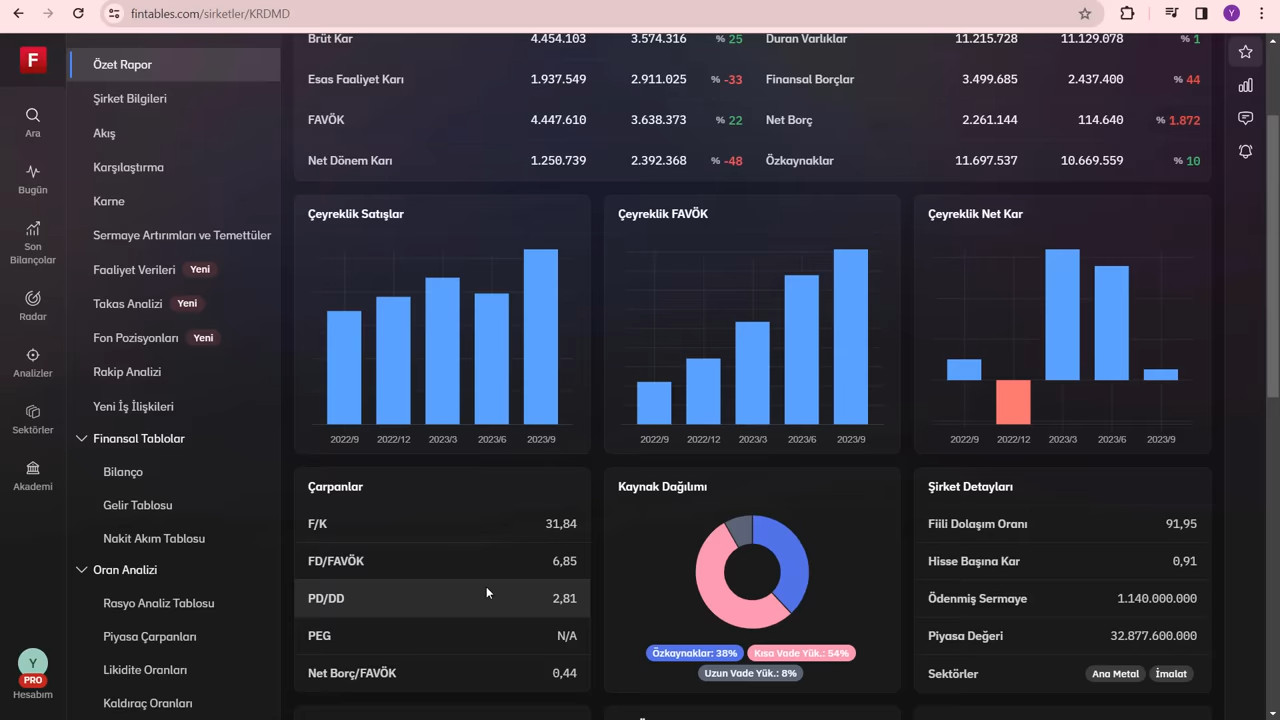 fintables.com/sirketler/KRDMD
Y
F
Ara
Bugün
Son
Bilançolar
Radar
Analizler
Sektörler
Akademi
Y
PRO
Hesabım
Özet Rapor
Şirket Bilgileri
Akış
Karşılaştırma
Karne
Sermaye Artırımları ve Temettüler
Faaliyet Verileri Yeni
Takas Analizi Yeni
Fon Pozisyonları Yeni
Rakip Analizi
Yeni İş İlişkileri
Finansal Tablolar
Bilanço
Gelir Tablosu
Nakit Akım Tablosu
Oran Analizi
Rasyo Analiz Tablosu
Piyasa Çarpanları
Likidite Oranları
Kaldıraç Oranları
Brüt Kar 4.454.103 3.574.316 % 25 Duran Varlıklar 11.215.728 11.129.078 % 1
Esas Faaliyet Karı 1.937.549 2.911.025 % -33 Finansal Borçlar 3.499.685 2.437.400 % 44
FAVÖK 4.447.610 3.638.373 % 22 Net Borç 2.261.144 114.640 % 1.872
Net Dönem Karı 1.250.739 2.392.368 % -48 Özkaynaklar 11.697.537 10.669.559 % 10
Çeyreklik Satışlar
2022/9 2022/12 2023/3 2023/6 2023/9
Çeyreklik FAVÖK
2022/9 2022/12 2023/3 2023/6 2023/9
Çeyreklik Net Kar
2022/9 2022/12 2023/3 2023/6 2023/9
Çarpanlar
F/K 31,84
FD/FAVÖK 6,85
PD/DD 2,81
PEG N/A
Net Borç/FAVÖK 0,44
Kaynak Dağılımı
Özkaynaklar: 38% Kısa Vade Yük.: 54%
Uzun Vade Yük.: 8%
Şirket Detayları
Fiili Dolaşım Oranı 91,95
Hisse Başına Kar 0,91
Ödenmiş Sermaye 1.140.000.000
Piyasa Değeri 32.877.600.000
Sektörler Ana Metal İmalat